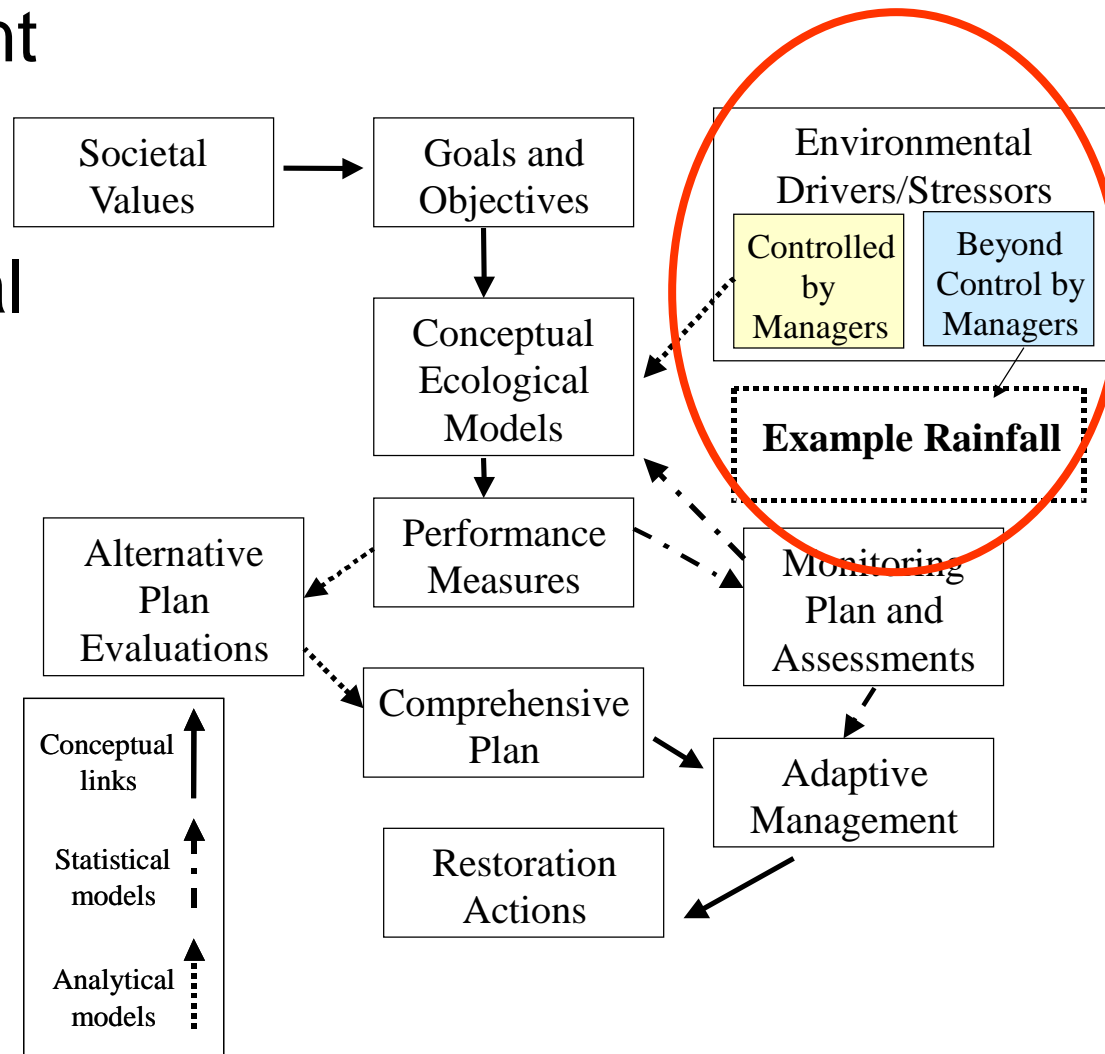 nt
al
Societal
Values
Goals and
Objectives
Environmental
Drivers/Stressors
Controlled
by
Managers
Beyond
Control by
Managers
Conceptual
Ecological
Models
Example Rainfall
Performance
Measures
Alternative
Plan
Evaluations
Monitoring
Plan and
Assessments
Comprehensive
Plan
Adaptive
Management
Restoration
Actions
Conceptual
links
Statistical
models
Analytical
models